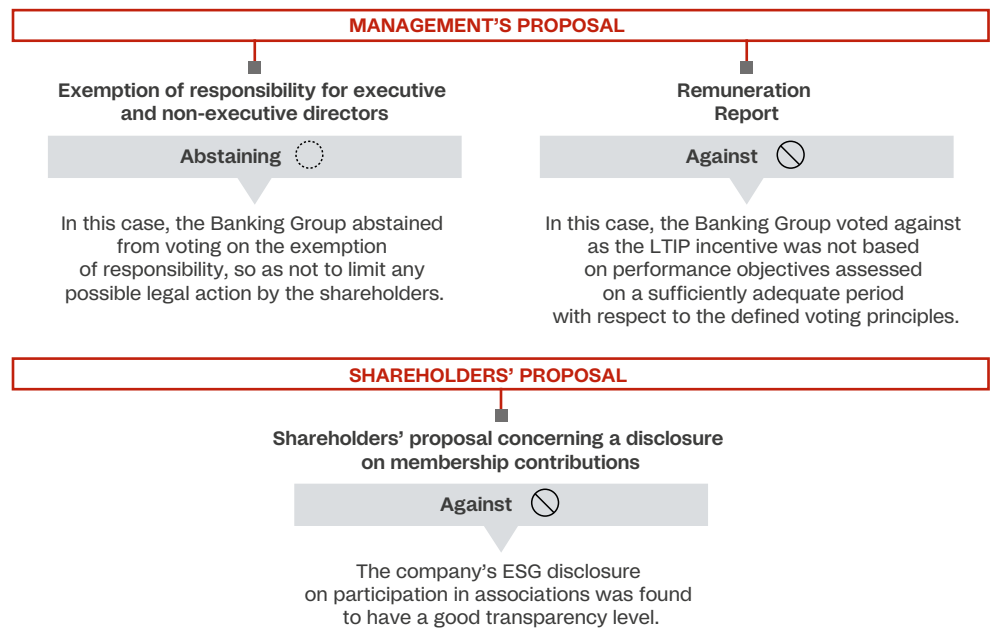 MANAGEMENT'S PROPOSAL
Exemption of responsibility for executive
and non-executive directors
Abstaining
In this case, the Banking Group abstained
from voting on the exemption
of responsibility, so as not to limit any
possible legal action by the shareholders.
Remuneration
Report
Against
In this case, the Banking Group voted against
as the LTIP incentive was not based
on performance objectives assessed
on a sufficiently adequate period
with respect to the defined voting principles.
SHAREHOLDERS' PROPOSAL
Shareholders' proposal concerning a disclosure
on membership contributions
Against
The company's ESG disclosure
on participation in associations was found
to have a good transparency level.